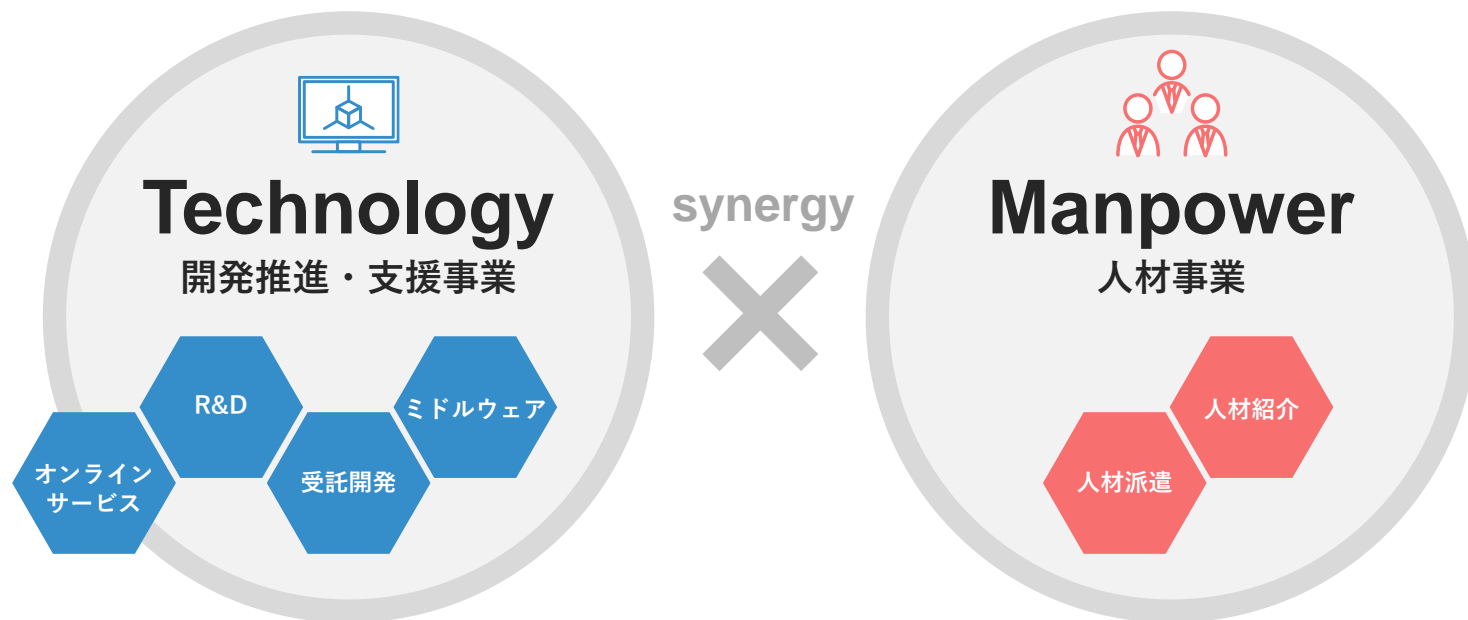 Technology
開発推進・支援事業
オンライン
サービス
R&D
受託開発
ミドルウェア
synergy
Manpower
人材事業
人材派遣
人材紹介